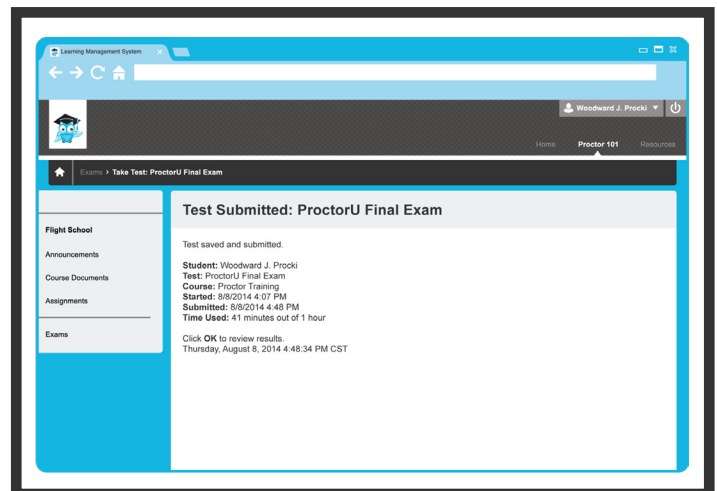 Learning Management System
Woodward J. Procki
Home Proctor 101 Resources
Exams › Take Test: ProctorU Final Exam
Flight School
Announcements
Course Documents
Assignments
Exams
Test Submitted: ProctorU Final Exam
Test saved and submitted.
Student: Woodward J. Procki
Test: ProctorU Final Exam
Course: Proctor Training
Started: 8/8/2014 4:07 PM
Submitted: 8/8/2014 4:48 PM
Time Used: 41 minutes out of 1 hour
Click OK to review results.
Thursday, August 8, 2014 4:48:34 PM CST